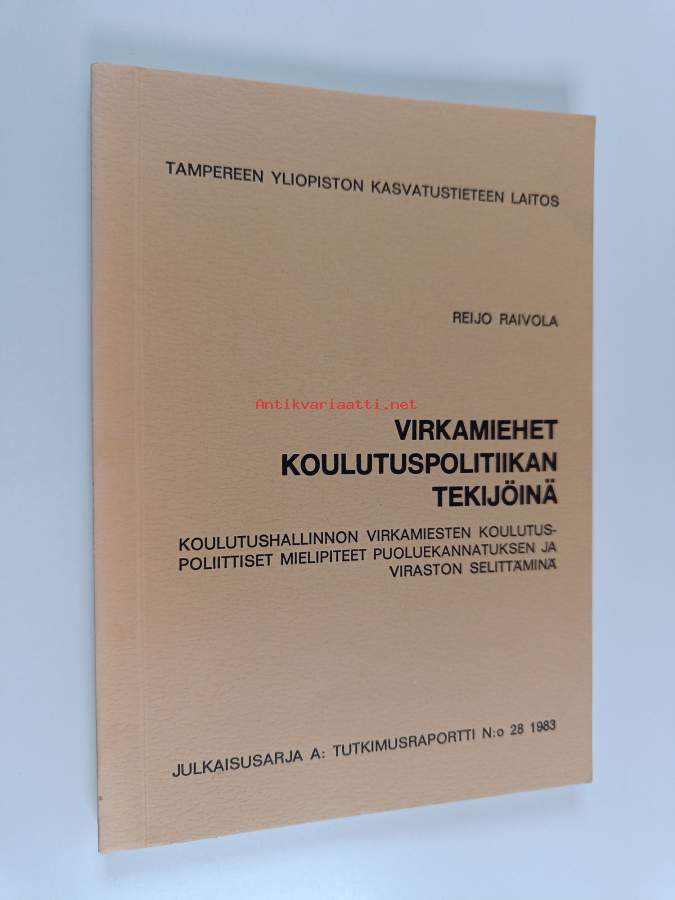 TAMPEREEN YLIOPISTON KASVATUSTIETEEN LAITOS
REIJO RAIVOLA
Antikvariaatti.net
VIRKAMIEHET
KOULUTUSPOLITIIKAN
TEKIJÖINÄ
KOULUTUSHALLINNON VIRKAMIESTEN KOULUTUS-
POLIITTISET MIELIPITEET PUOLUEKANNATUKSEN JA
VIRASTON SELITTÄMINÄ
JULKAISUSARJA A: TUTKIMUSRAPORTTI N:o 28 1983